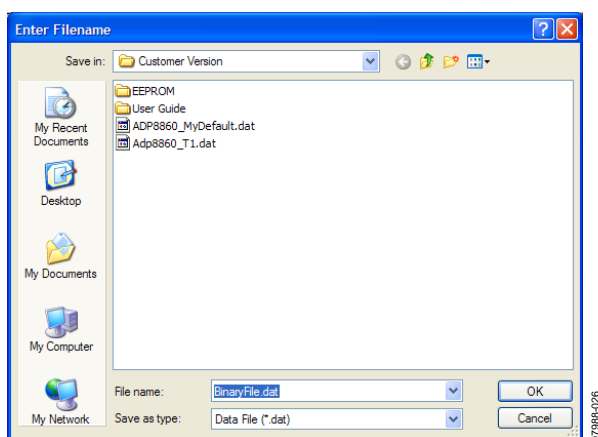 Enter Filename
Save in:
Customer Version
My Recent Documents
Desktop
My Documents
My Computer
My Network
EEPROM
User Guide
ADP8860_MyDefault.dat
Adp8860_T1.dat
File name:
BinaryFile.dat
OK
Save as type:
Data File (*.dat)
Cancel
07988-026